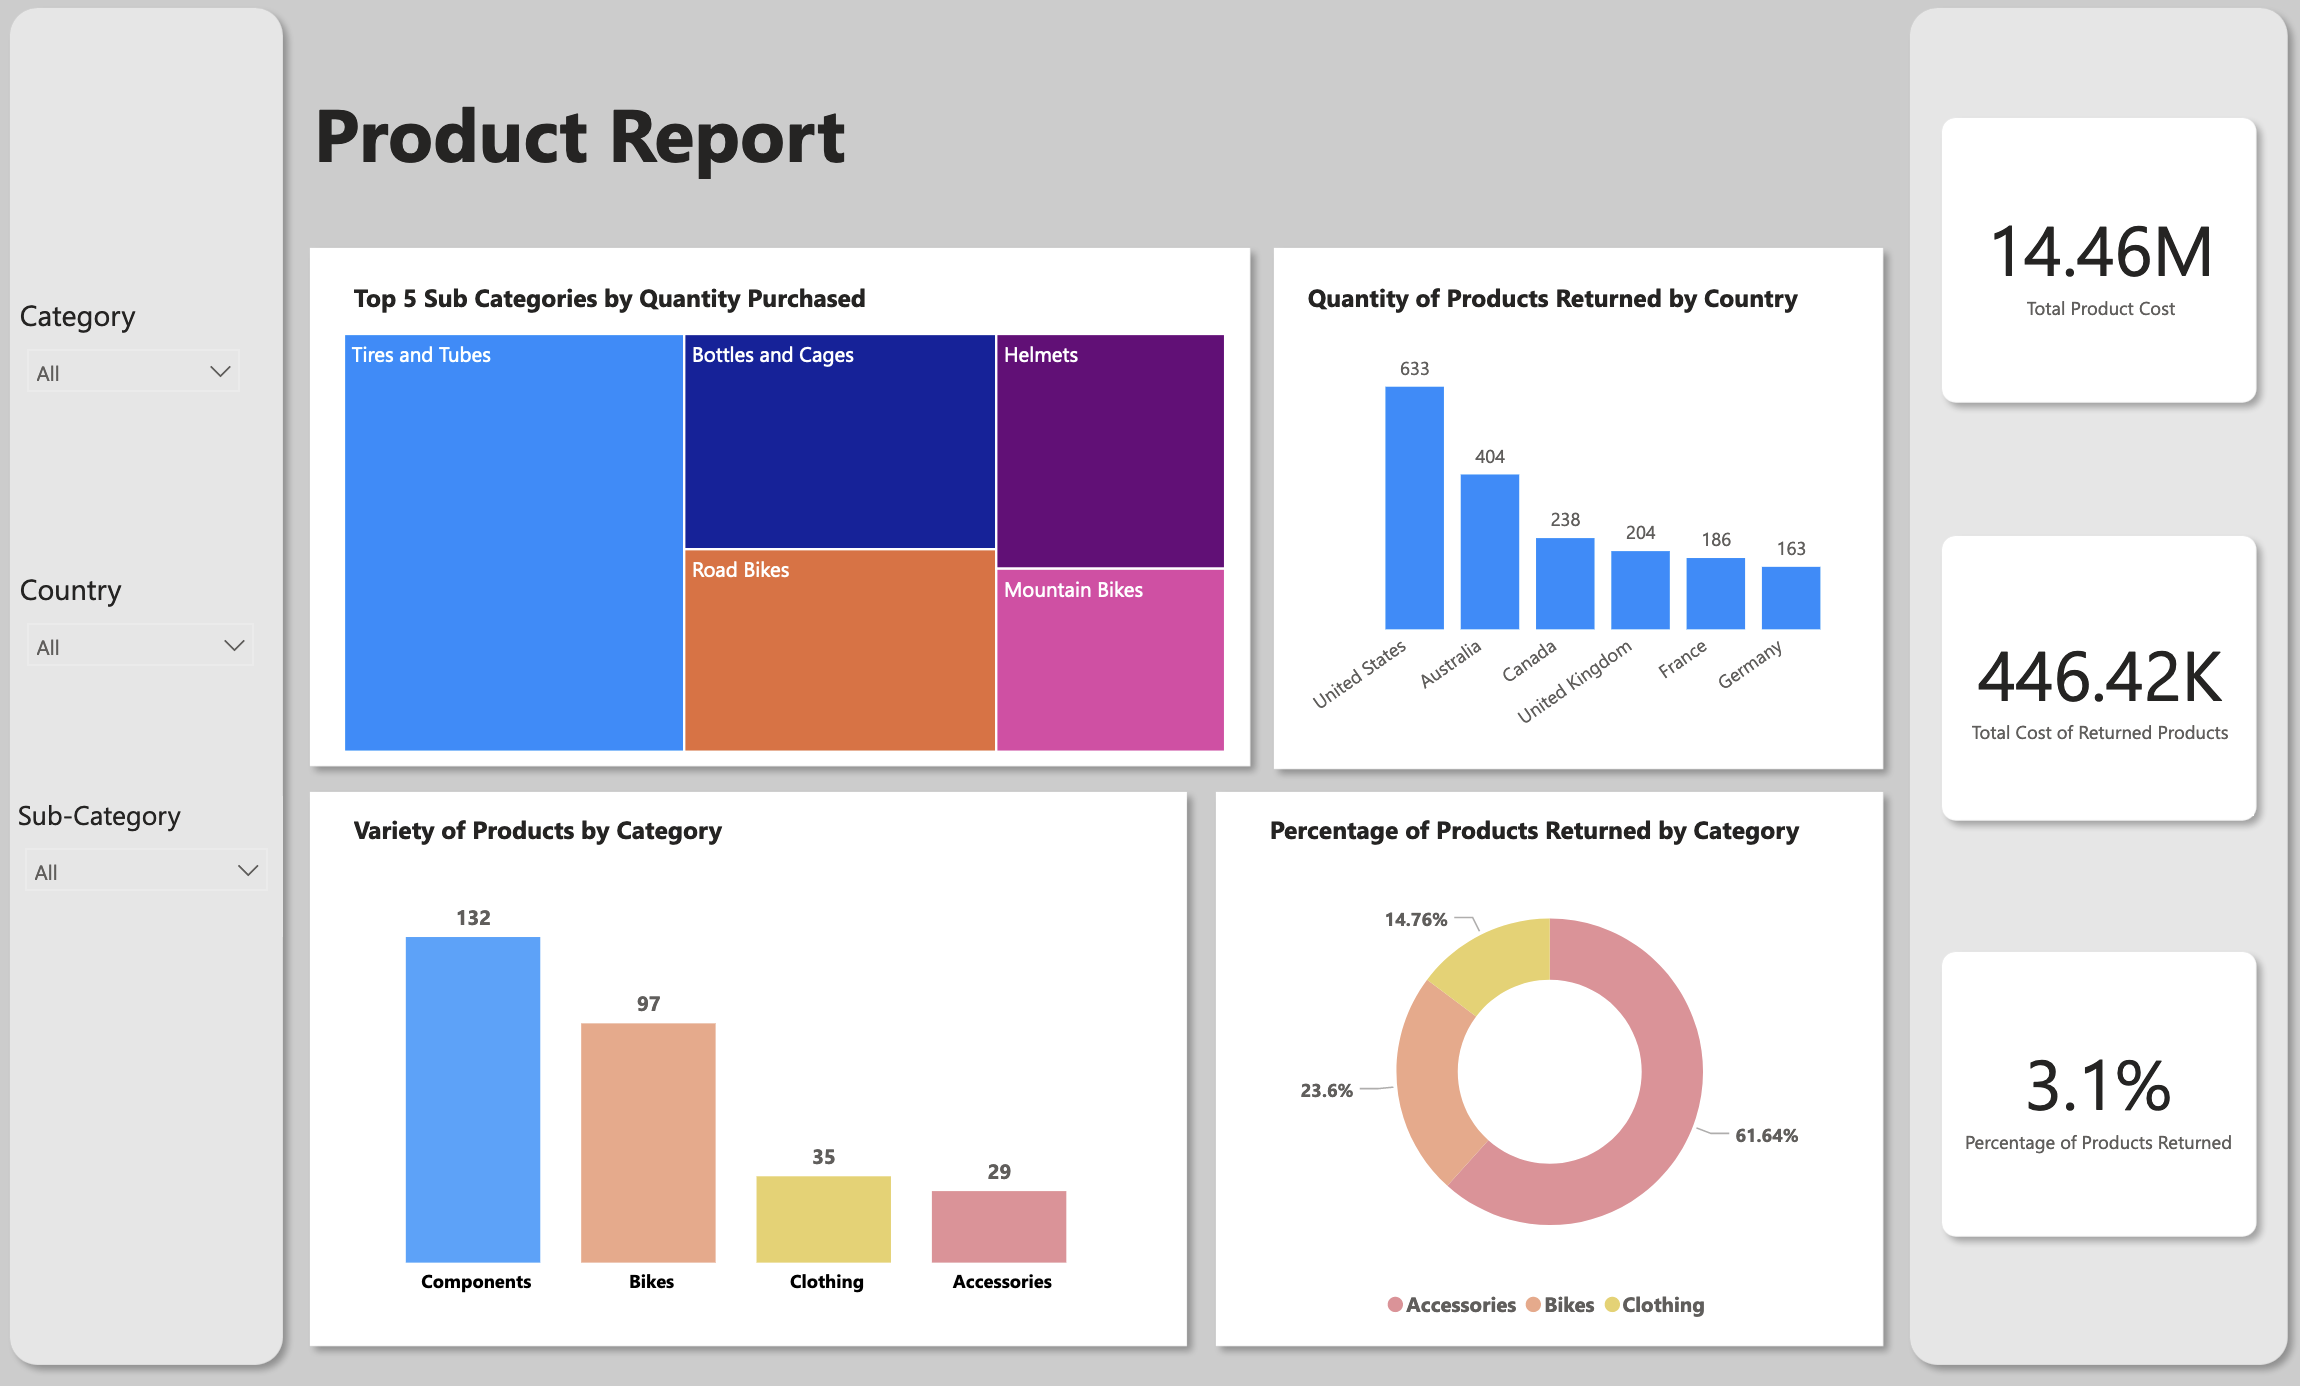 Product Report
Category
All
Country
All
Sub-Category
All
Top 5 Sub Categories by Quantity Purchased
Tires and Tubes
Bottles and Cages
Helmets
Road Bikes
Mountain Bikes
Quantity of Products Returned by Country
633
404
238
204
186
163
United States
Australia
Canada
United Kingdom
France
Germany
Variety of Products by Category
132
97
35
29
Components
Bikes
Clothing
Accessories
Percentage of Products Returned by Category
14.76%
23.6%
61.64%
Accessories Bikes Clothing
14.46M
Total Product Cost
446.42K
Total Cost of Returned Products
3.1%
Percentage of Products Returned